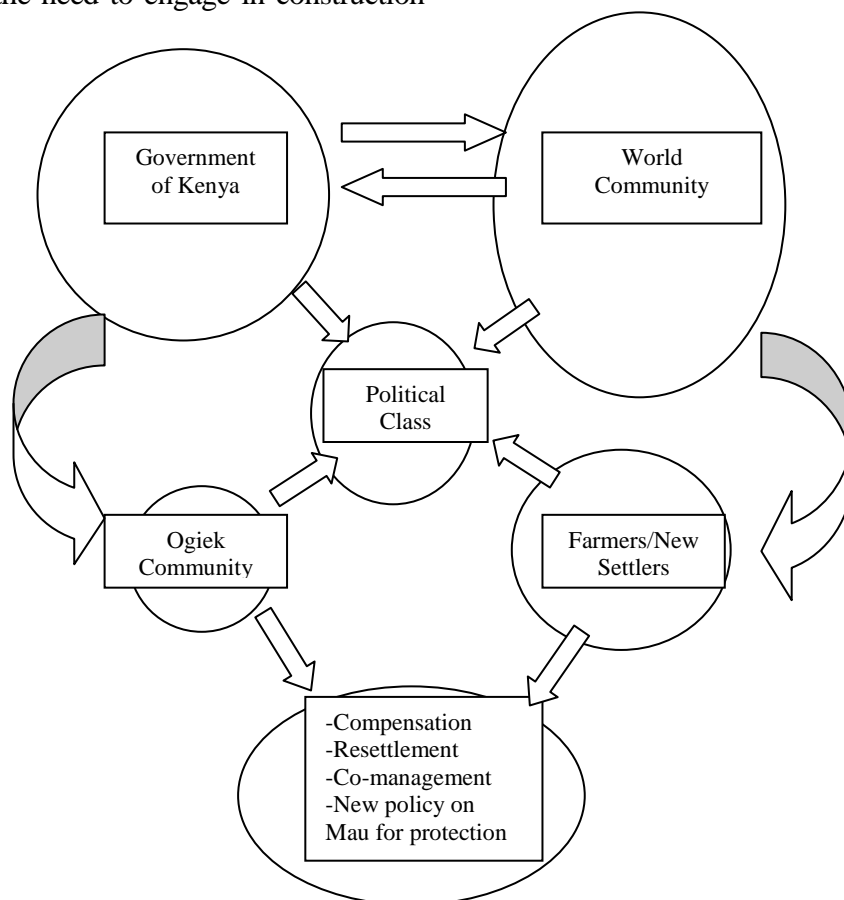 the need to engage in construction
Government
of Kenya
World
Community
Political
Class
Ogiek
Community
Farmers/New
Settlers
-Compensation
-Resettlement
-Co-management
-New policy on
Mau for protection